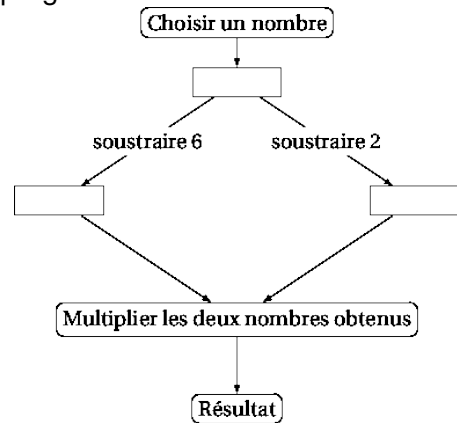 Choisir un nombre
soustraire 6
soustraire 2
Multiplier les deux nombres obtenus
Résultat